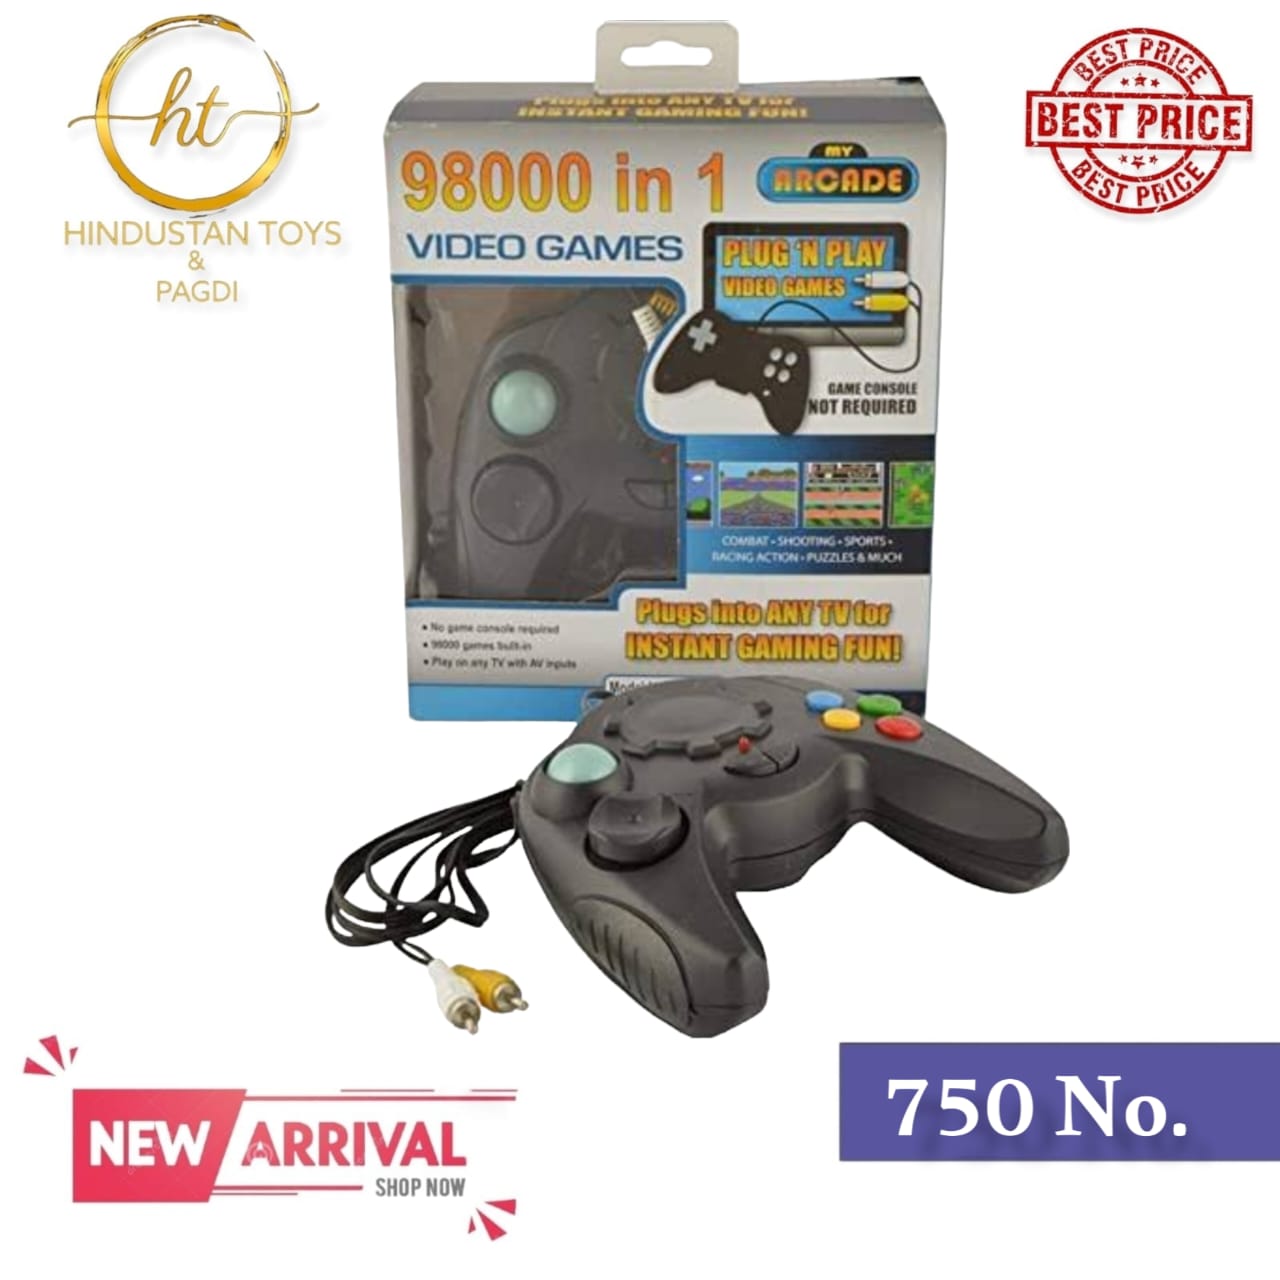 ht
HINDUSTAN TOYS
&
PAGDI
BEST PRICE
BEST PRICE
BEST PRICE
Plugs into ANY TV for
INSTANT GAMING FUN!
98000 in 1
MY
ARCADE
VIDEO GAMES
PLUG 'N PLAY
VIDEO GAMES
GAME CONSOLE
NOT REQUIRED
COMBAT • SHOOTING • SPORTS •
RACING ACTION • PUZZLES & MUCH
Plugs into ANY TV for
INSTANT GAMING FUN!
• No game console required
• 98000 games built-in
• Play on any TV with AV inputs
NEW ARRIVAL
SHOP NOW
750 No.